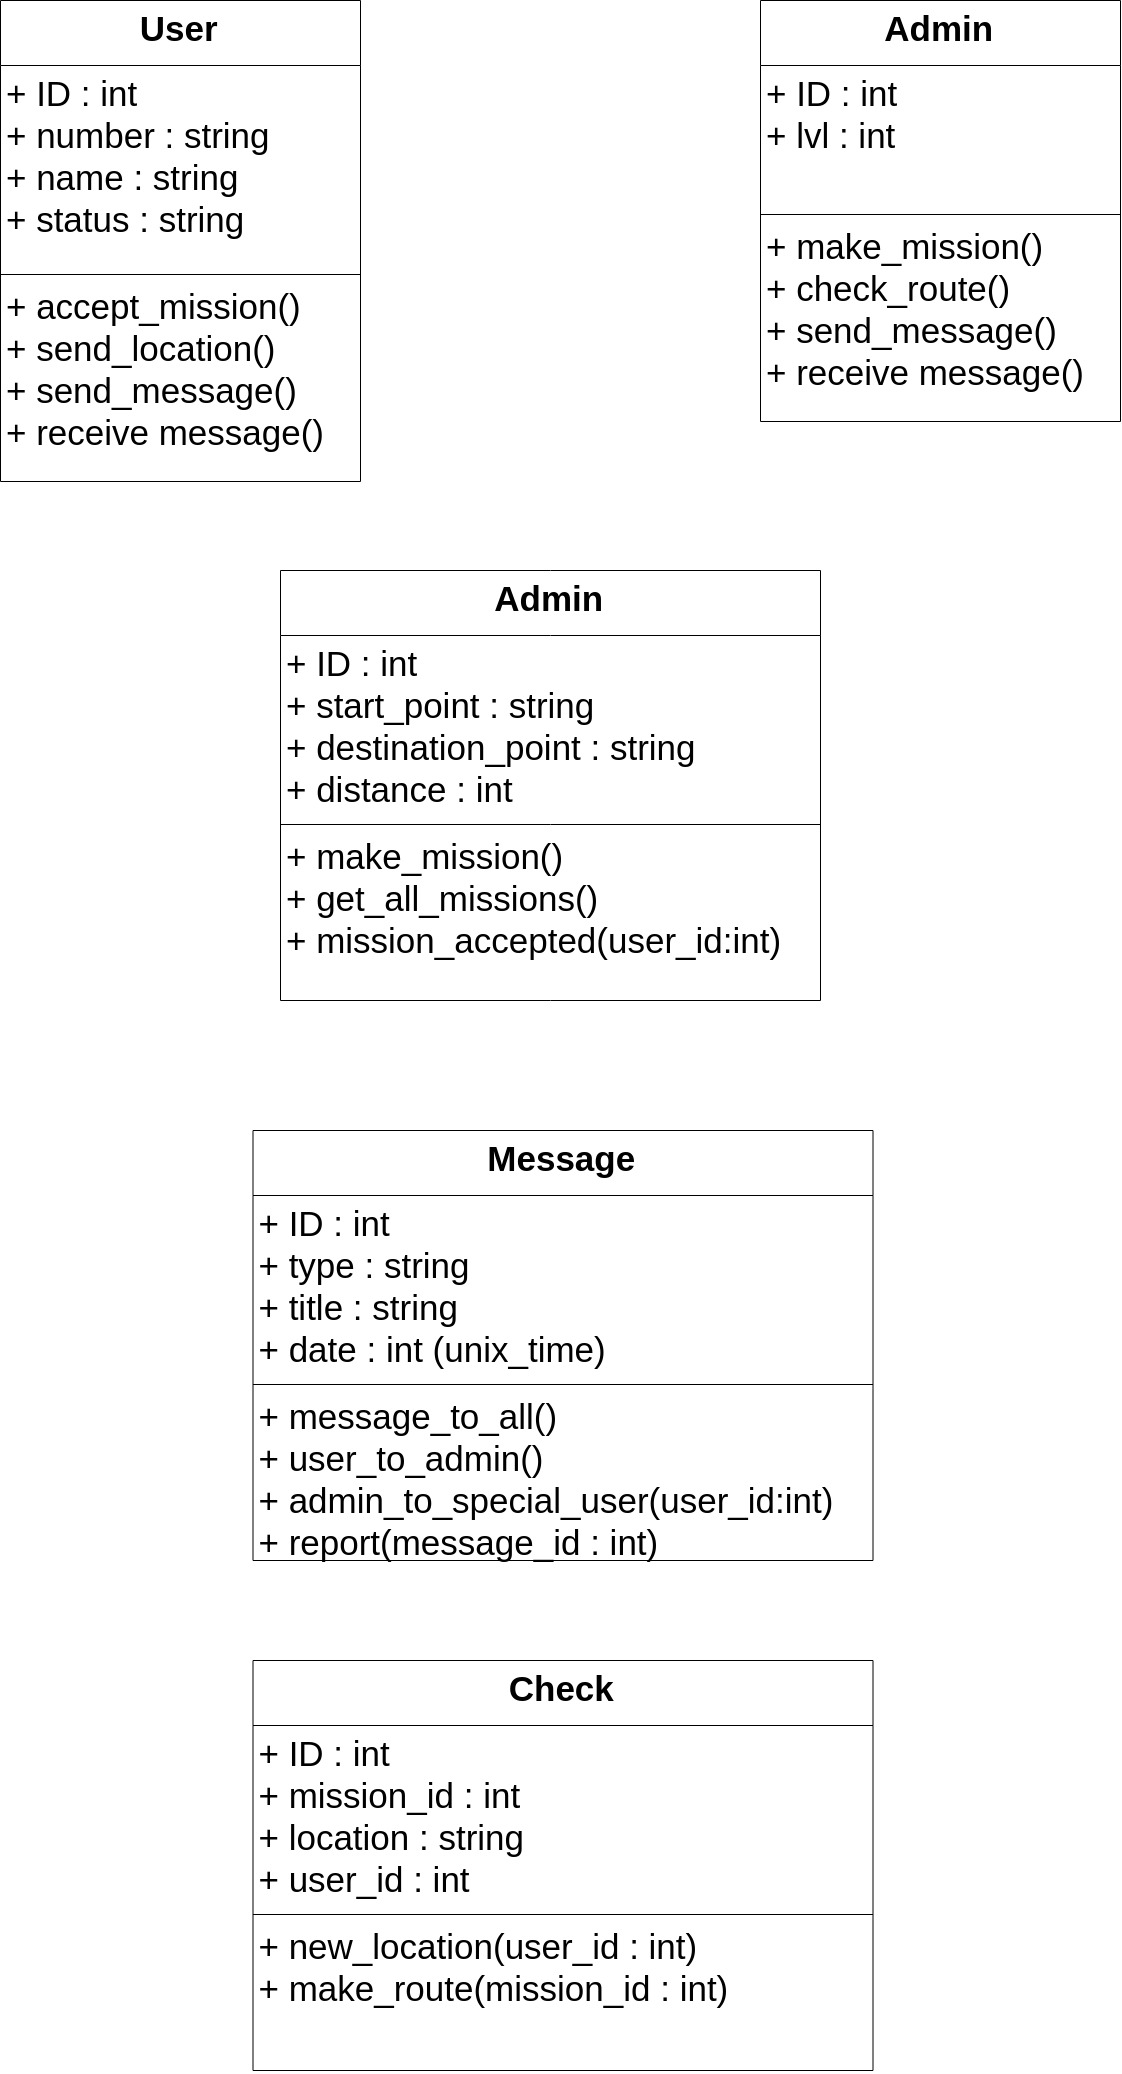 User
+ ID : int
+ number : string
+ name : string
+ status : string
+ accept_mission()
+ send_location()
+ send_message()
+ receive message()
Admin
+ ID : int
+ lvl : int
+ make_mission()
+ check_route()
+ send_message()
+ receive message()
Admin
+ ID : int
+ start_point : string
+ destination_point : string
+ distance : int
+ make_mission()
+ get_all_missions()
+ mission_accepted(user_id:int)
Message
+ ID : int
+ type : string
+ title : string
+ date : int (unix_time)
+ message_to_all()
+ user_to_admin()
+ admin_to_special_user(user_id:int)
+ report(message_id : int)
Check
+ ID : int
+ mission_id : int
+ location : string
+ user_id : int
+ new_location(user_id : int)
+ make_route(mission_id : int)